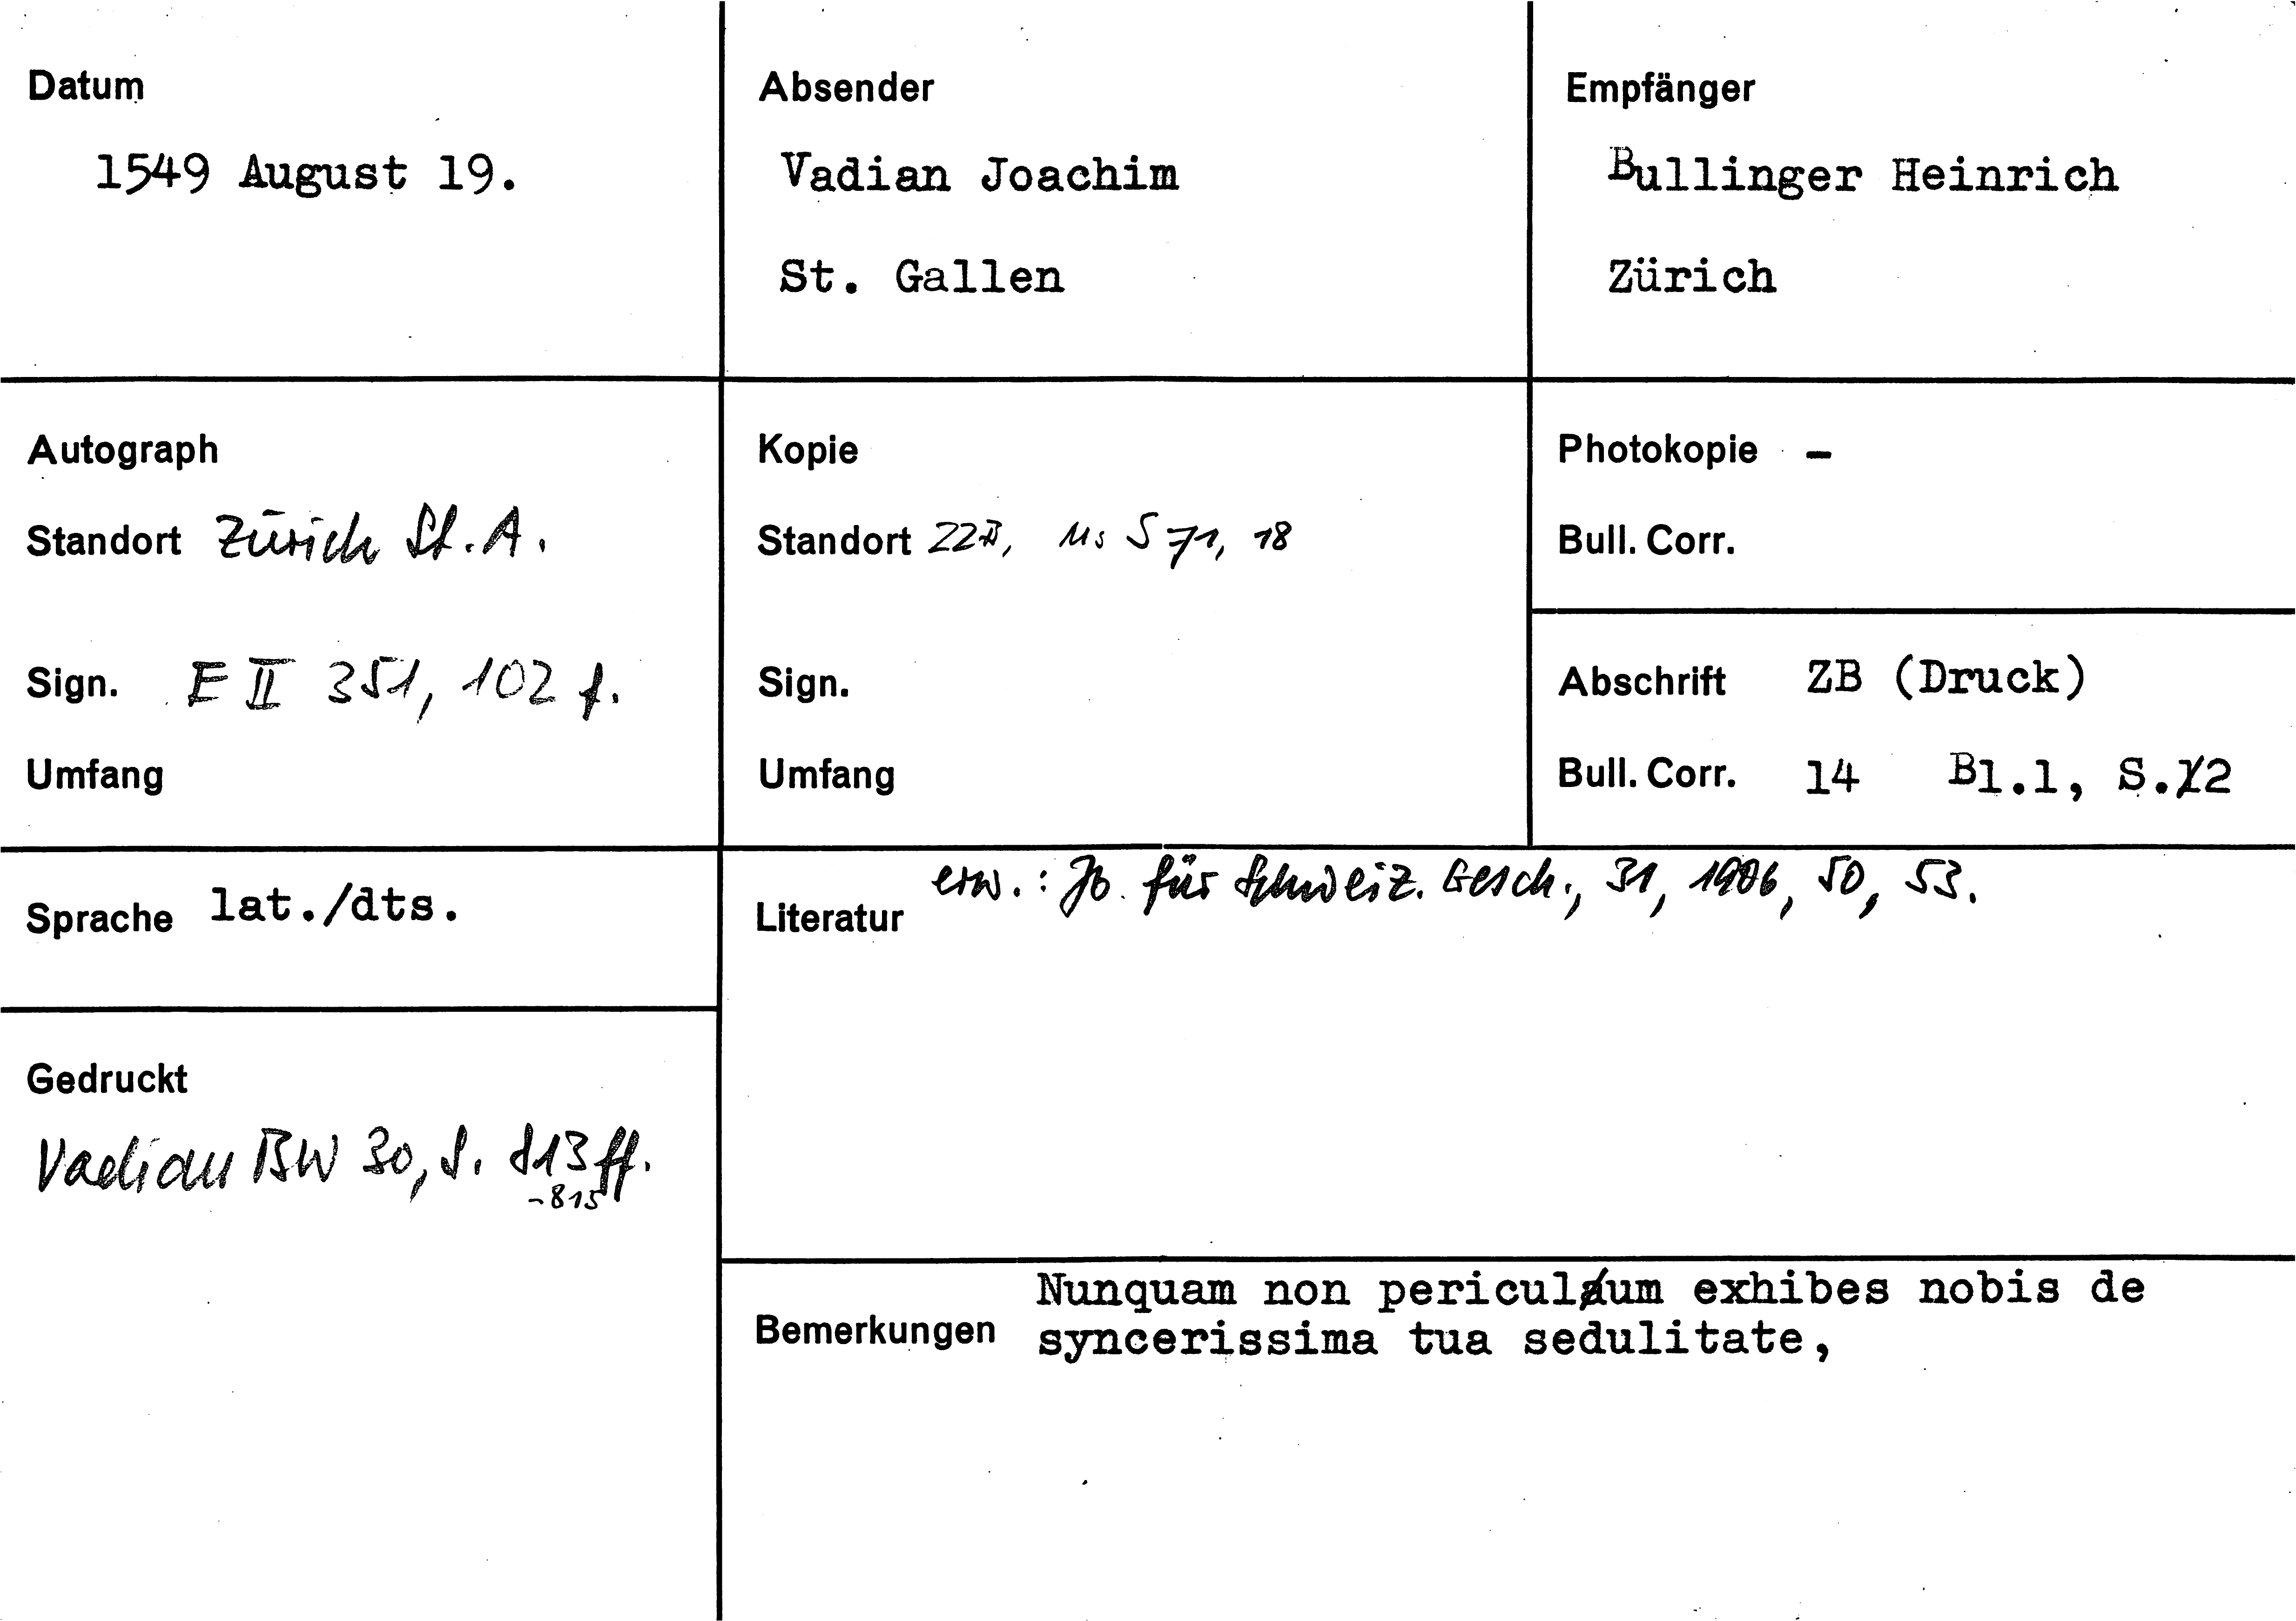 Datum
1549 August 19.
Absender
Vadian Joachim
St. Gallen
Empfänger
Bullinger Heinrich
Zürich
Autograph
Standort Zürich St.A.
Sign. E II 351, 102 f.
Umfang
Kopie
Standort ZZB, Ms S 71, 18
Sign.
Umfang
Photokopie -
Bull. Corr.
Abschrift ZB (Druck)
Bull. Corr. 14 Bl.1, S.2
Sprache lat./dts.
Literatur erw.: Jb. für Schweiz. Gesch., 31, 1906, 50, 53.
Gedruckt
Vadian BW 30, S. 813 ff.
-815
Bemerkungen
Nunquam non periculum exhibes nobis de
syncerissima tua sedulitate,